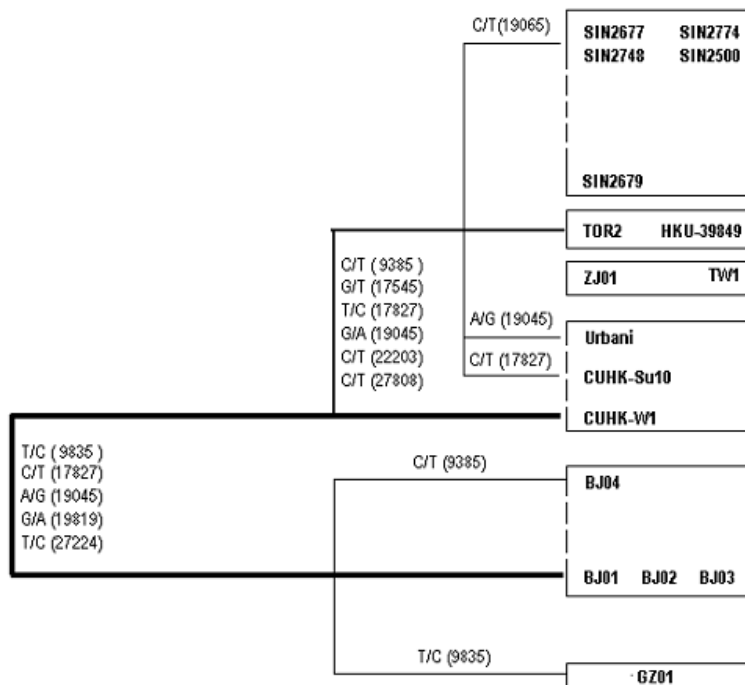 C/T(19065)
SIN2677 SIN2774
SIN2748 SIN2500
SIN2679
TOR2 HKU-39849
C/T ( 9385 )
G/T (17545)
T/C (17827)
G/A (19045)
C/T (22203)
C/T (27808)
ZJ01 TW1
A/G (19045)
Urbani
C/T (17827)
CUHK-Su10
CUHK-W1
T/C ( 9835 )
C/T (17827)
A/G (19045)
G/A (19819)
T/C (27224)
C/T (9385)
BJ04
BJ01 BJ02 BJ03
T/C (9835)
GZ01